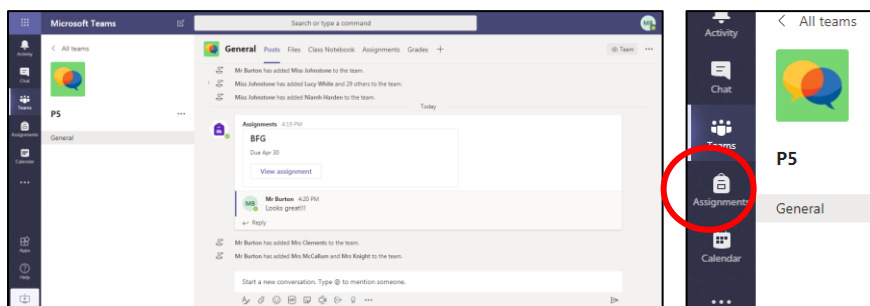 Microsoft Teams
Search or type a command
Activity
Chat
Teams
Assignments
Calendar
Apps
Help
< All teams
P5
General
General Posts Files Class Notebook Assignments Grades +
Team
Mr Burton has added Miss Johnstone to the team.
Miss Johnstone has added Lucy White and 29 others to the team.
Miss Johnstone has added Niamh Harden to the team.
Today
Assignments 4:19 PM
BFG
Due Apr 30
View assignment
MB
Mr Burton 4:20 PM
Looks great!!!
Reply
Mr Burton has added Mrs Clements to the team.
Mr Burton has added Mrs McCallum and Mrs Knight to the team.
Start a new conversation. Type @ to mention someone.
Activity
Chat
Teams
Assignments
Calendar
< All teams
P5
General